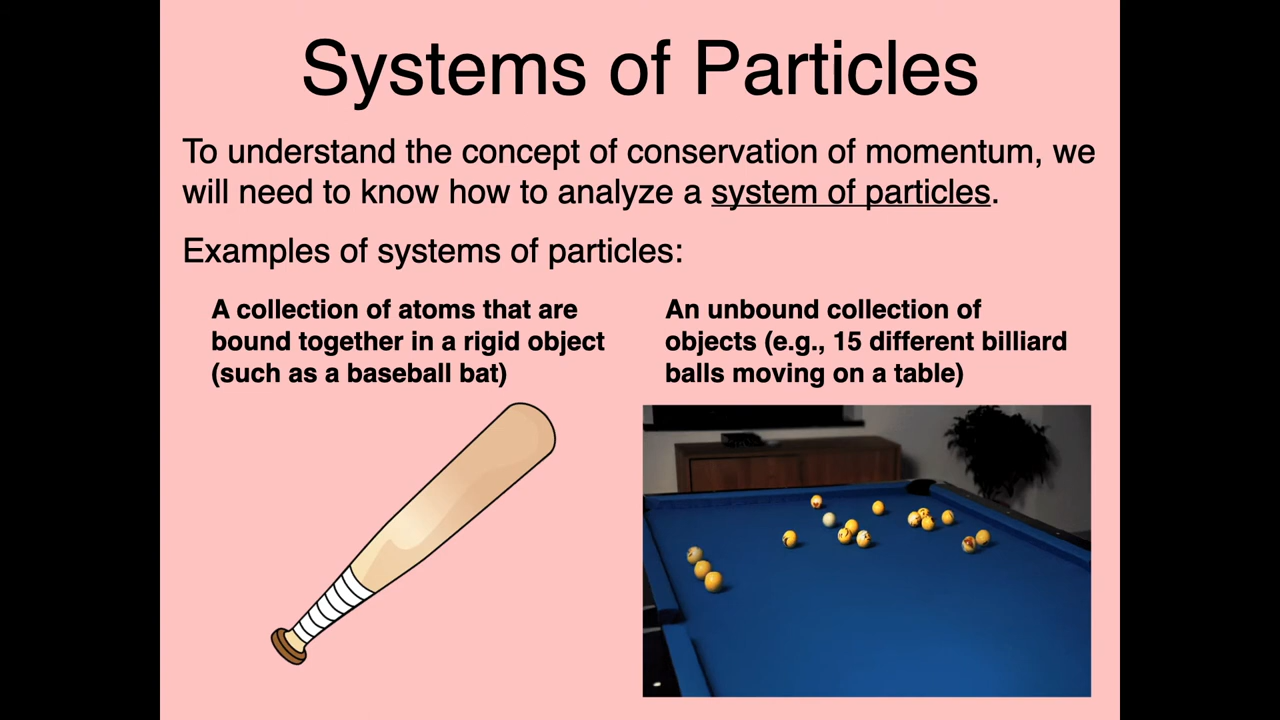 Systems of Particles
To understand the concept of conservation of momentum, we
will need to know how to analyze a system of particles.
Examples of systems of particles:
A collection of atoms that are
bound together in a rigid object
(such as a baseball bat)
An unbound collection of
objects (e.g., 15 different billiard
balls moving on a table)